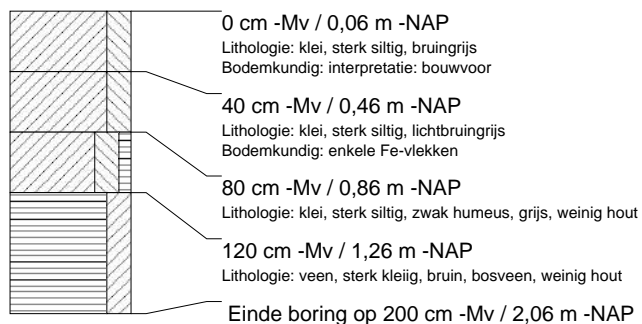 0 cm -Mv / 0,06 m -NAP
Lithologie: klei, sterk siltig, bruingrijs
Bodemkundig: interpretatie: bouwvoor
40 cm -Mv / 0,46 m -NAP
Lithologie: klei, sterk siltig, lichtbruingrijs
Bodemkundig: enkele Fe-vlekken
80 cm -Mv / 0,86 m -NAP
Lithologie: klei, sterk siltig, zwak humeus, grijs, weinig hout
120 cm -Mv / 1,26 m -NAP
Lithologie: veen, sterk kleiig, bruin, bosveen, weinig hout
Einde boring op 200 cm -Mv / 2,06 m -NAP